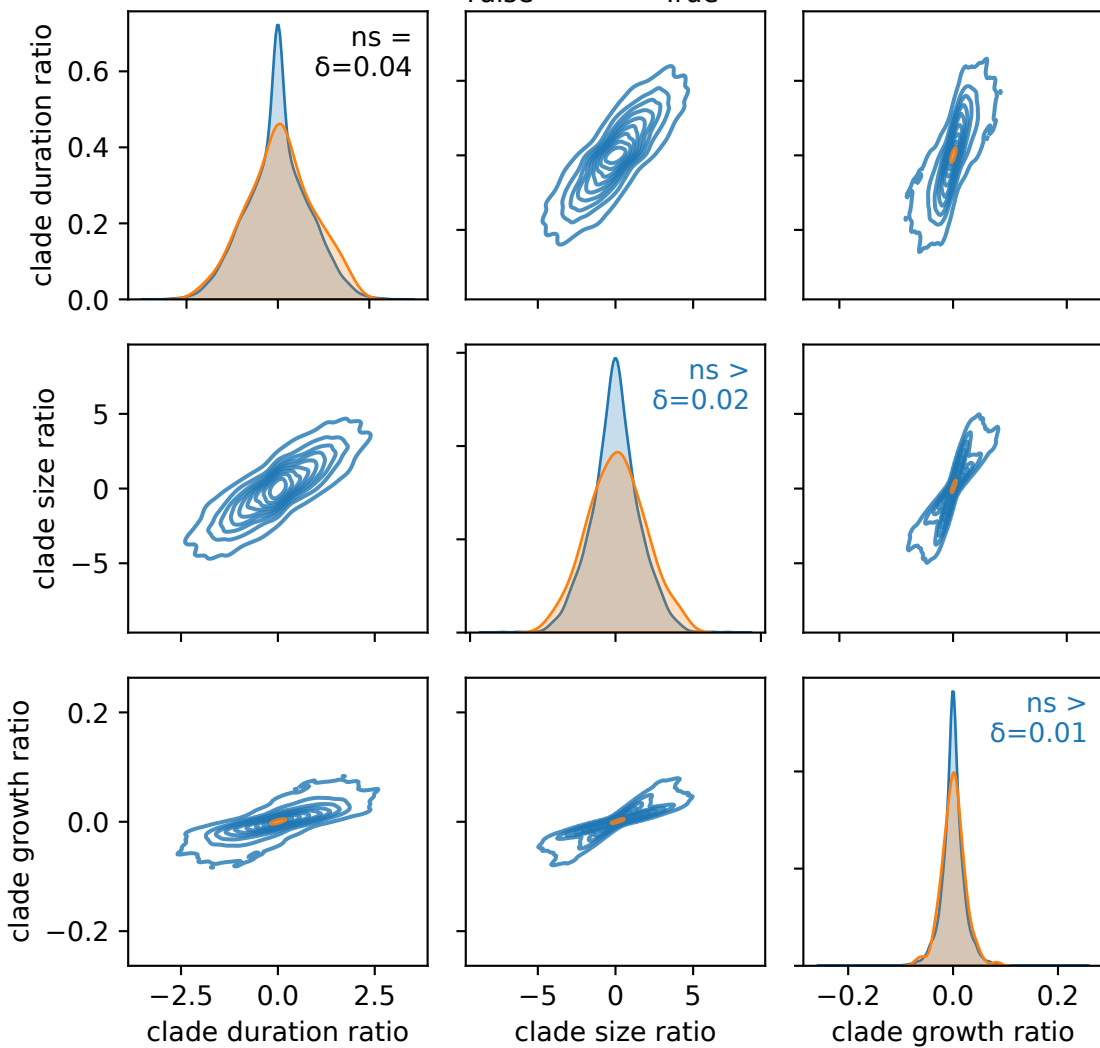 False True
clade duration ratio
0.6
0.4
0.2
0.0
ns =
δ=0.04
clade size ratio
5
0
−5
ns >
δ=0.02
clade growth ratio
0.2
0.0
−0.2
ns >
δ=0.01
−2.5 0.0 2.5
−5 0 5
−0.2 0.0 0.2
clade duration ratio
clade size ratio
clade growth ratio